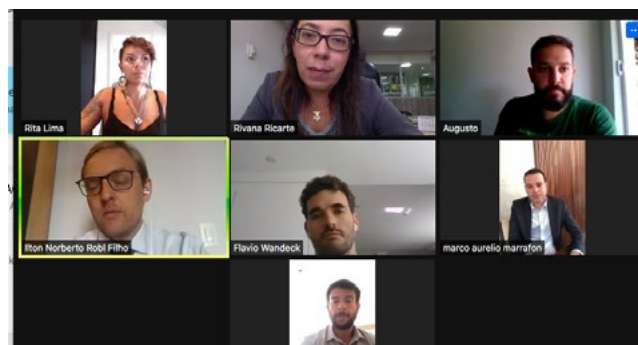 Rita Lima
Rivana Ricarte
Augusto
Ilton Norberto Robl Filho
Flavio Wandeck
marco aurelio marrafon